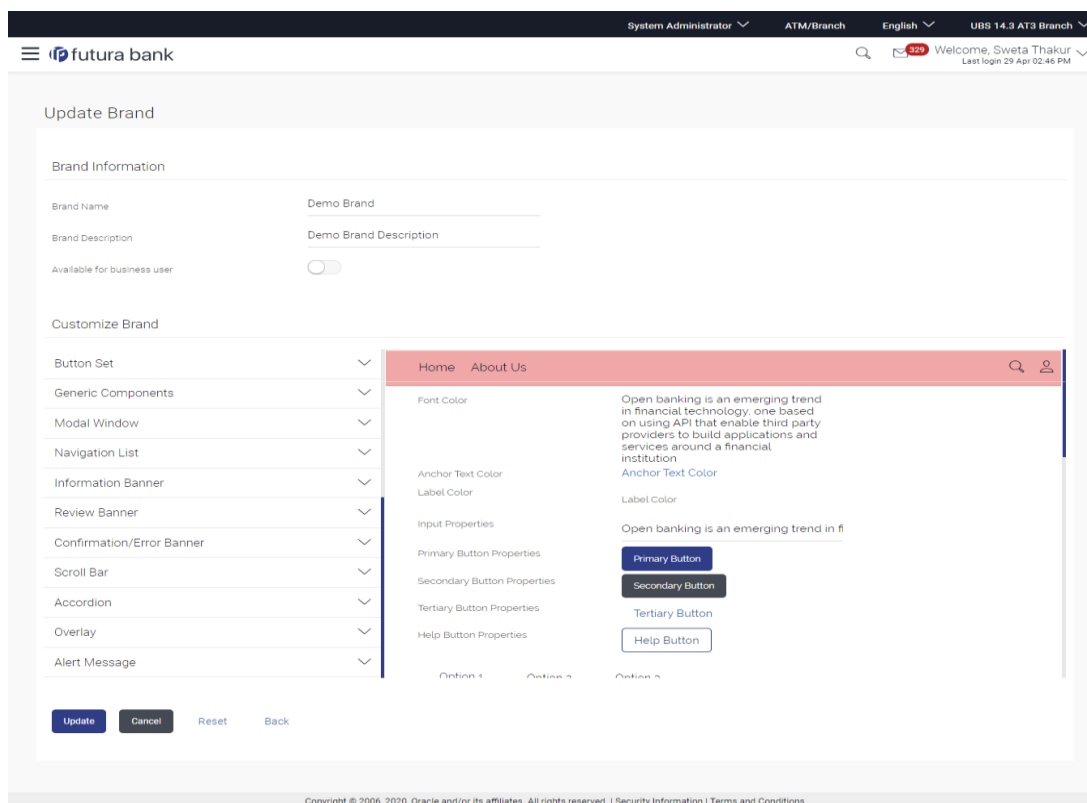 System Administrator ATM/Branch English UBS 14.3 AT3 Branch
futura bank
329 Welcome, Sweta Thakur
Last login 29 Apr 02:46 PM
Update Brand
Brand Information
Brand Name Demo Brand
Brand Description Demo Brand Description
Available for business user
Customize Brand
Button Set
Generic Components
Modal Window
Navigation List
Information Banner
Review Banner
Confirmation/Error Banner
Scroll Bar
Accordion
Overlay
Alert Message
Home About Us
Font Color
Open banking is an emerging trend
in financial technology, one based
on using API that enable third party
providers to build applications and
services around a financial
institution
Anchor Text Color Anchor Text Color
Label Color Label Color
Input Properties Open banking is an emerging trend in fi
Primary Button Properties Primary Button
Secondary Button Properties Secondary Button
Tertiary Button Properties Tertiary Button
Help Button Properties Help Button
Option 1 Option 2 Option 3
Update Cancel Reset Back
Copyright © 2006, 2020, Oracle and/or its affiliates. All rights reserved. | Security Information | Terms and Conditions